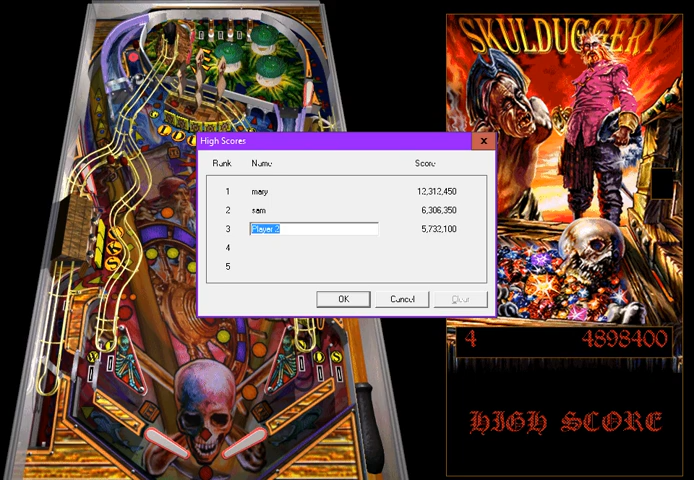 SKULDUGGERY
High Scores
Rank Name Score
1 mary 12,312,450
2 sam 6,306,350
3 Player 2 5,732,100
4
5
OK Cancel Clear
4 4898400
HIGH SCORE